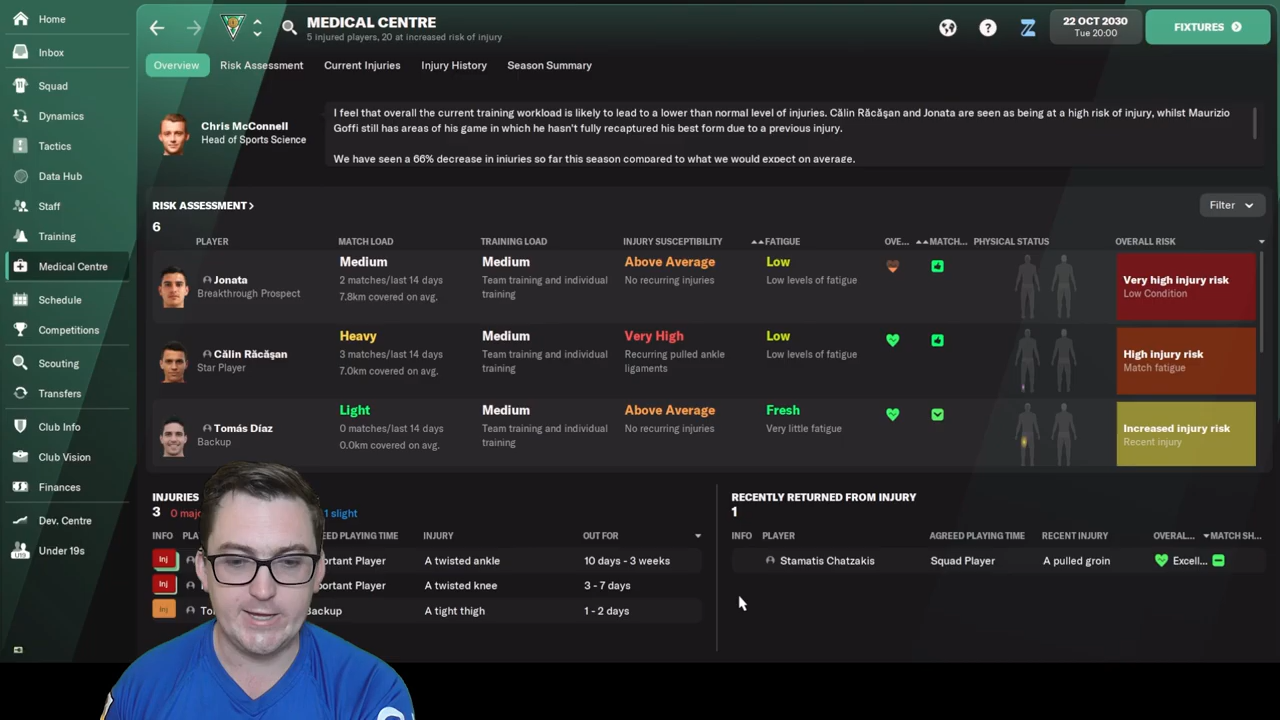 Home
Inbox
Squad
Dynamics
Tactics
Data Hub
Staff
Training
Medical Centre
Schedule
Competitions
Scouting
Transfers
Club Info
Club Vision
Finances
Dev. Centre
Under 19s
MEDICAL CENTRE
5 injured players, 20 at increased risk of injury
22 OCT 2030
Tue 20:00
FIXTURES
Overview Risk Assessment Current Injuries Injury History Season Summary
Chris McConnell
Head of Sports Science
I feel that overall the current training workload is likely to lead to a lower than normal level of injuries. Călin Răcăşan and Jonata are seen as being at a high risk of injury, whilst Maurizio
Goffi still has areas of his game in which he hasn't fully recaptured his best form due to a previous injury.
We have seen a 66% decrease in injuries so far this season compared to what we would expect on average.
RISK ASSESSMENT>
6
Filter
PLAYER MATCH LOAD TRAINING LOAD INJURY SUSCEPTIBILITY FATIGUE OVE... MATCH... PHYSICAL STATUS OVERALL RISK
Jonata
Breakthrough Prospect
Medium
2 matches/last 14 days
7.8km covered on avg.
Medium
Team training and individual
training
Above Average
No recurring injuries
Low
Low levels of fatigue
Very high injury risk
Low Condition
Călin Răcăşan
Star Player
Heavy
3 matches/last 14 days
7.0km covered on avg.
Medium
Team training and individual
training
Very High
Recurring pulled ankle
ligaments
Low
Low levels of fatigue
High injury risk
Match fatigue
Tomás Díaz
Backup
Light
0 matches/last 14 days
0.0km covered on avg.
Medium
Team training and individual
training
Above Average
No recurring injuries
Fresh
Very little fatigue
Increased injury risk
Recent injury
INJURIES
3 0 majo 1 slight
INFO PLA REED PLAYING TIME INJURY OUT FOR
Inj portant Player A twisted ankle 10 days - 3 weeks
Inj portant Player A twisted knee 3 - 7 days
Inj To Backup A tight thigh 1 - 2 days
RECENTLY RETURNED FROM INJURY
1
INFO PLAYER AGREED PLAYING TIME RECENT INJURY OVERAL... MATCH SH...
Stamatis Chatzakis Squad Player A pulled groin Excell...